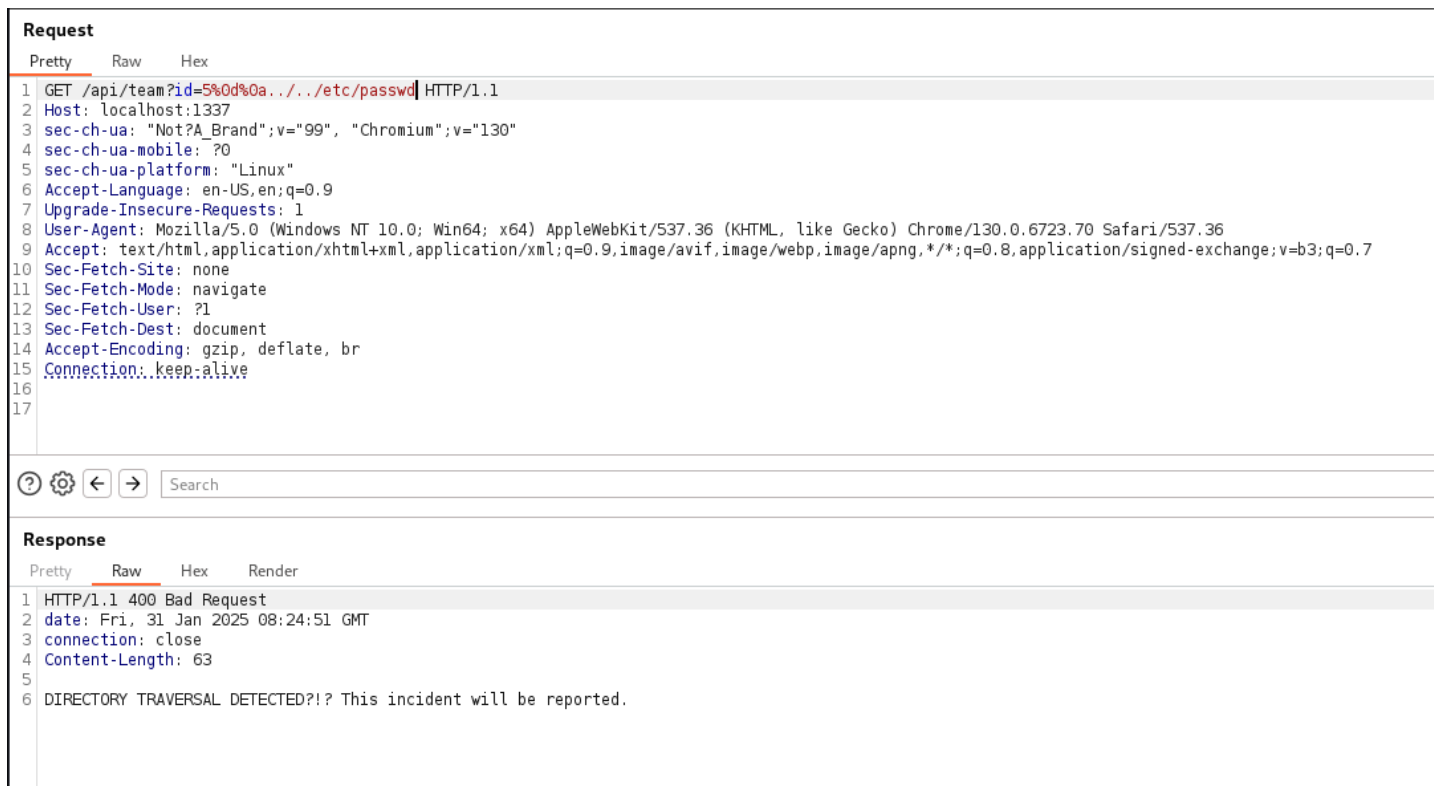 Request
Pretty Raw Hex
1 GET /api/team?id=5%0d%0a../../etc/passwd HTTP/1.1
2 Host: localhost:1337
3 sec-ch-ua: "Not?A_Brand";v="99", "Chromium";v="130"
4 sec-ch-ua-mobile: ?0
5 sec-ch-ua-platform: "Linux"
6 Accept-Language: en-US,en;q=0.9
7 Upgrade-Insecure-Requests: 1
8 User-Agent: Mozilla/5.0 (Windows NT 10.0; Win64; x64) AppleWebKit/537.36 (KHTML, like Gecko) Chrome/130.0.6723.70 Safari/537.36
9 Accept: text/html,application/xhtml+xml,application/xml;q=0.9,image/avif,image/webp,image/apng,*/*;q=0.8,application/signed-exchange;v=b3;q=0.7
10 Sec-Fetch-Site: none
11 Sec-Fetch-Mode: navigate
12 Sec-Fetch-User: ?1
13 Sec-Fetch-Dest: document
14 Accept-Encoding: gzip, deflate, br
15 Connection: keep-alive
16
17
Search
Response
Pretty Raw Hex Render
1 HTTP/1.1 400 Bad Request
2 date: Fri, 31 Jan 2025 08:24:51 GMT
3 connection: close
4 Content-Length: 63
5
6 DIRECTORY TRAVERSAL DETECTED?!? This incident will be reported.